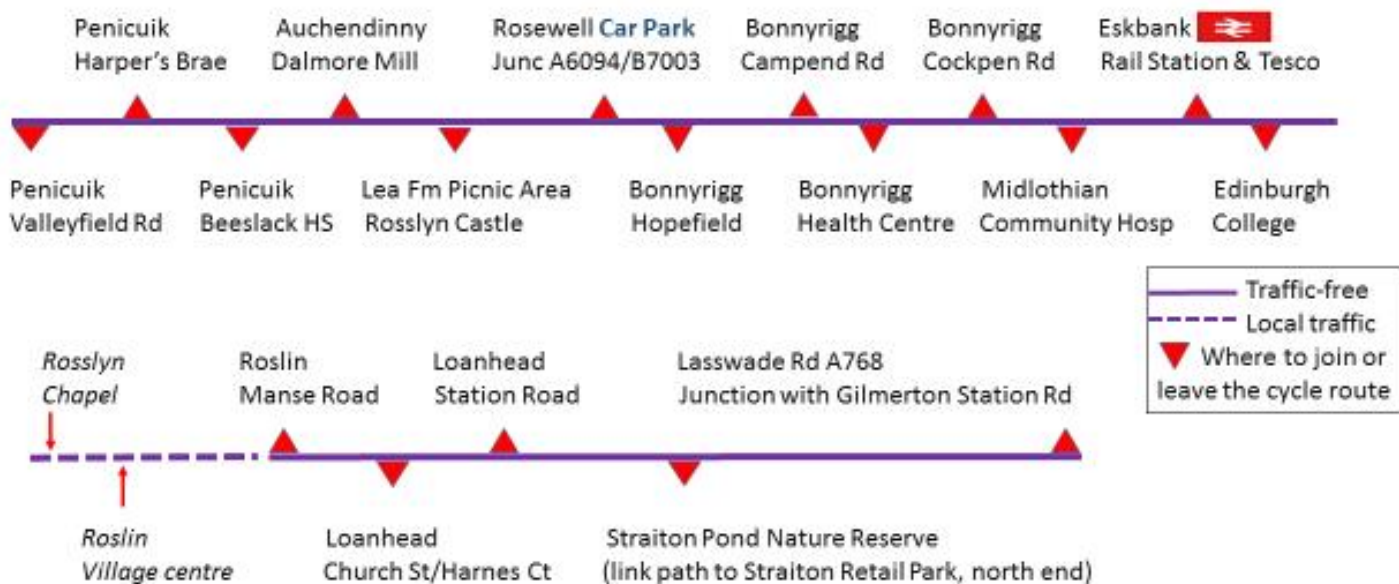 Penicuik
Harper's Brae
Auchendinny
Dalmore Mill
Rosewell Car Park
Junc A6094/B7003
Bonnyrigg
Campend Rd
Bonnyrigg
Cockpen Rd
Eskbank
Rail Station & Tesco
Penicuik
Valleyfield Rd
Penicuik
Beeslack HS
Lea Fm Picnic Area
Rosslyn Castle
Bonnyrigg
Hopefield
Bonnyrigg
Health Centre
Midlothian
Community Hosp
Edinburgh
College
Traffic-free
Local traffic
Where to join or
leave the cycle route
Rosslyn
Chapel
Roslin
Manse Road
Loanhead
Station Road
Lasswade Rd A768
Junction with Gilmerton Station Rd
Roslin
Village centre
Loanhead
Church St/Harnes Ct
Straiton Pond Nature Reserve
(link path to Straiton Retail Park, north end)